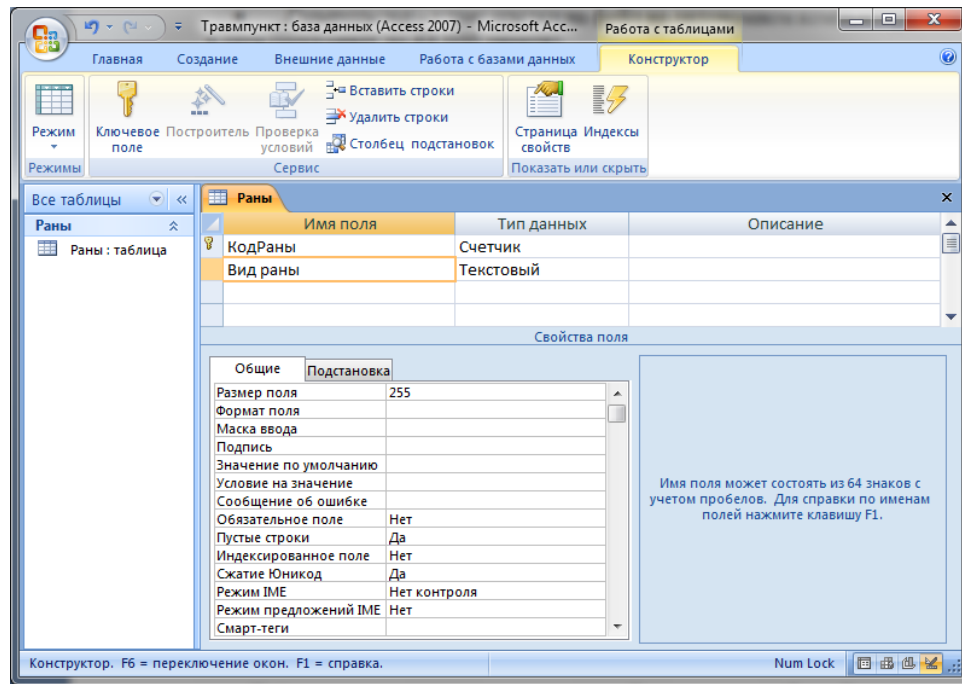 Травмпункт : база данных (Access 2007) - Microsoft Acc...
Работа с таблицами
Главная Создание Внешние данные Работа с базами данных Конструктор
Режим
Ключевое поле
Построитель
Проверка условий
Вставить строки
Удалить строки
Столбец подстановок
Страница свойств
Индексы
Режимы Сервис Показать или скрыть
Все таблицы
Раны
Раны : таблица
Раны
Имя поля Тип данных Описание
КодРаны Счетчик
Вид раны Текстовый
Свойства поля
Общие Подстановка
Размер поля 255
Формат поля
Маска ввода
Подпись
Значение по умолчанию
Условие на значение
Сообщение об ошибке
Обязательное поле Нет
Пустые строки Да
Индексированное поле Нет
Сжатие Юникод Да
Режим IME Нет контроля
Режим предложений IME Нет
Смарт-теги
Имя поля может состоять из 64 знаков с
учетом пробелов. Для справки по именам
полей нажмите клавишу F1.
Конструктор. F6 = переключение окон. F1 = справка. Num Lock